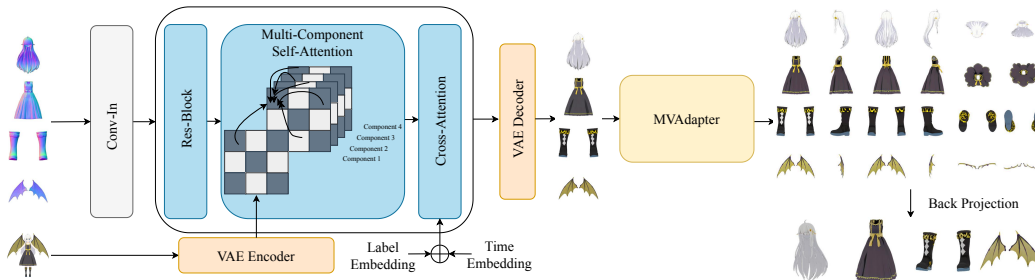 Multi-Component
Self-Attention
Conv-In
Res-Block
Component 4
Component 3
Component 2
Component 1
Cross-Attention
VAE Decoder
MVAdapter
VAE Encoder
Label
Embedding
Time
Embedding
Back Projection